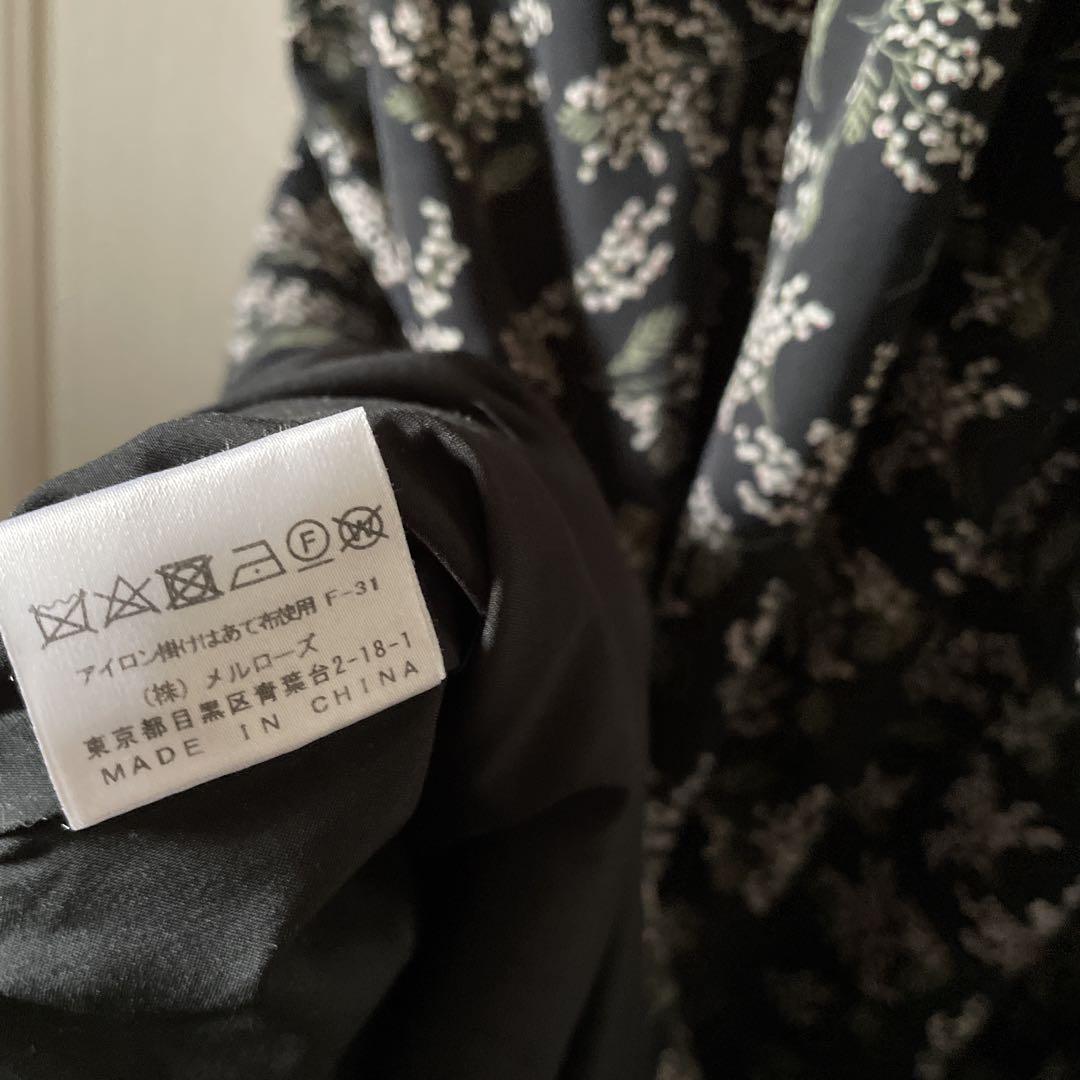 F W
アイロン掛けはあて布使用 F-31
(株) メルローズ
東京都目黒区青葉台2-18-1
MADE IN CHINA